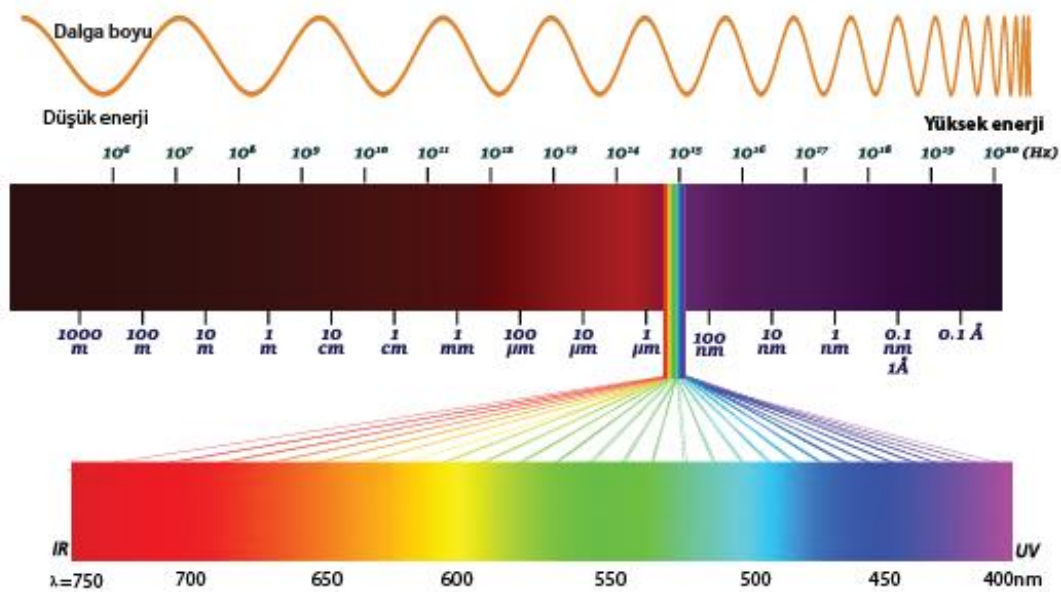 Dalga boyu
Düşük enerji
Yüksek enerji
10⁶ 10⁷ 10⁸ 10⁹ 10¹⁰ 10¹¹ 10¹² 10¹³ 10¹⁴ 10¹⁵ 10¹⁶ 10¹⁷ 10¹⁸ 10¹⁹ 10²⁰ (Hz)
1000 100 10 1 10 1 1 100 10 1 100 10 1 0.1 0.1 Å
m m m m cm cm mm µm µm µm nm nm nm nm
1Å
IR UV
λ=750 700 650 600 550 500 450 400nm